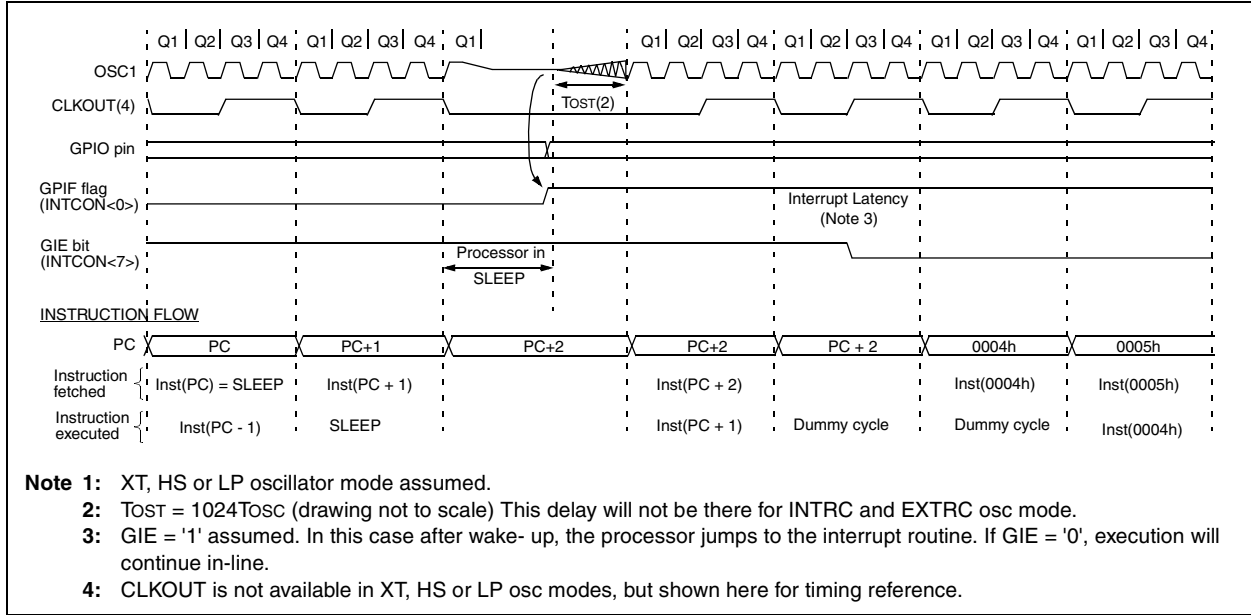 Q1 Q2 Q3 Q4 Q1 Q2 Q3 Q4 Q1 Q1 Q2 Q3 Q4 Q1 Q2 Q3 Q4 Q1 Q2 Q3 Q4 Q1 Q2 Q3 Q4
OSC1
TOST(2)
CLKOUT(4)
GPIO pin
GPIF flag
(INTCON<0>)
Interrupt Latency
(Note 3)
GIE bit
(INTCON<7>)
Processor in
SLEEP
INSTRUCTION FLOW
PC PC PC+1 PC+2 PC+2 PC + 2 0004h 0005h
Instruction
fetched
Inst(PC) = SLEEP Inst(PC + 1) Inst(PC + 2) Inst(0004h) Inst(0005h)
Instruction
executed
Inst(PC - 1) SLEEP Inst(PC + 1) Dummy cycle Dummy cycle Inst(0004h)
Note 1: XT, HS or LP oscillator mode assumed.
2: TOST = 1024TOSC (drawing not to scale) This delay will not be there for INTRC and EXTRC osc mode.
3: GIE = '1' assumed. In this case after wake- up, the processor jumps to the interrupt routine. If GIE = '0', execution will
continue in-line.
4: CLKOUT is not available in XT, HS or LP osc modes, but shown here for timing reference.